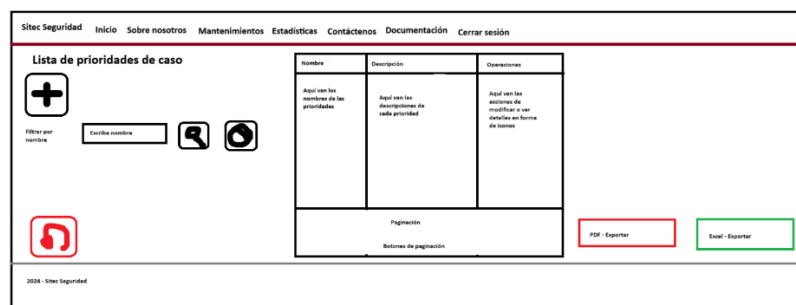 Sitec Seguridad Inicio Sobre nosotros Mantenimientos Estadísticas Contáctenos Documentación Cerrar sesión
Lista de prioridades de caso
Filtrar por
nombre
Escriba nombre
Nombre Descripción Operaciones
Aquí van los
nombres de las
prioridades
Aquí van las
descripciones de
cada prioridad
Aquí van las
acciones de
modificar o ver
detalles en forma
de iconos
Paginación
Botones de paginación
PDF - Exportar
Excel - Exportar
2024 - Sitec Seguridad